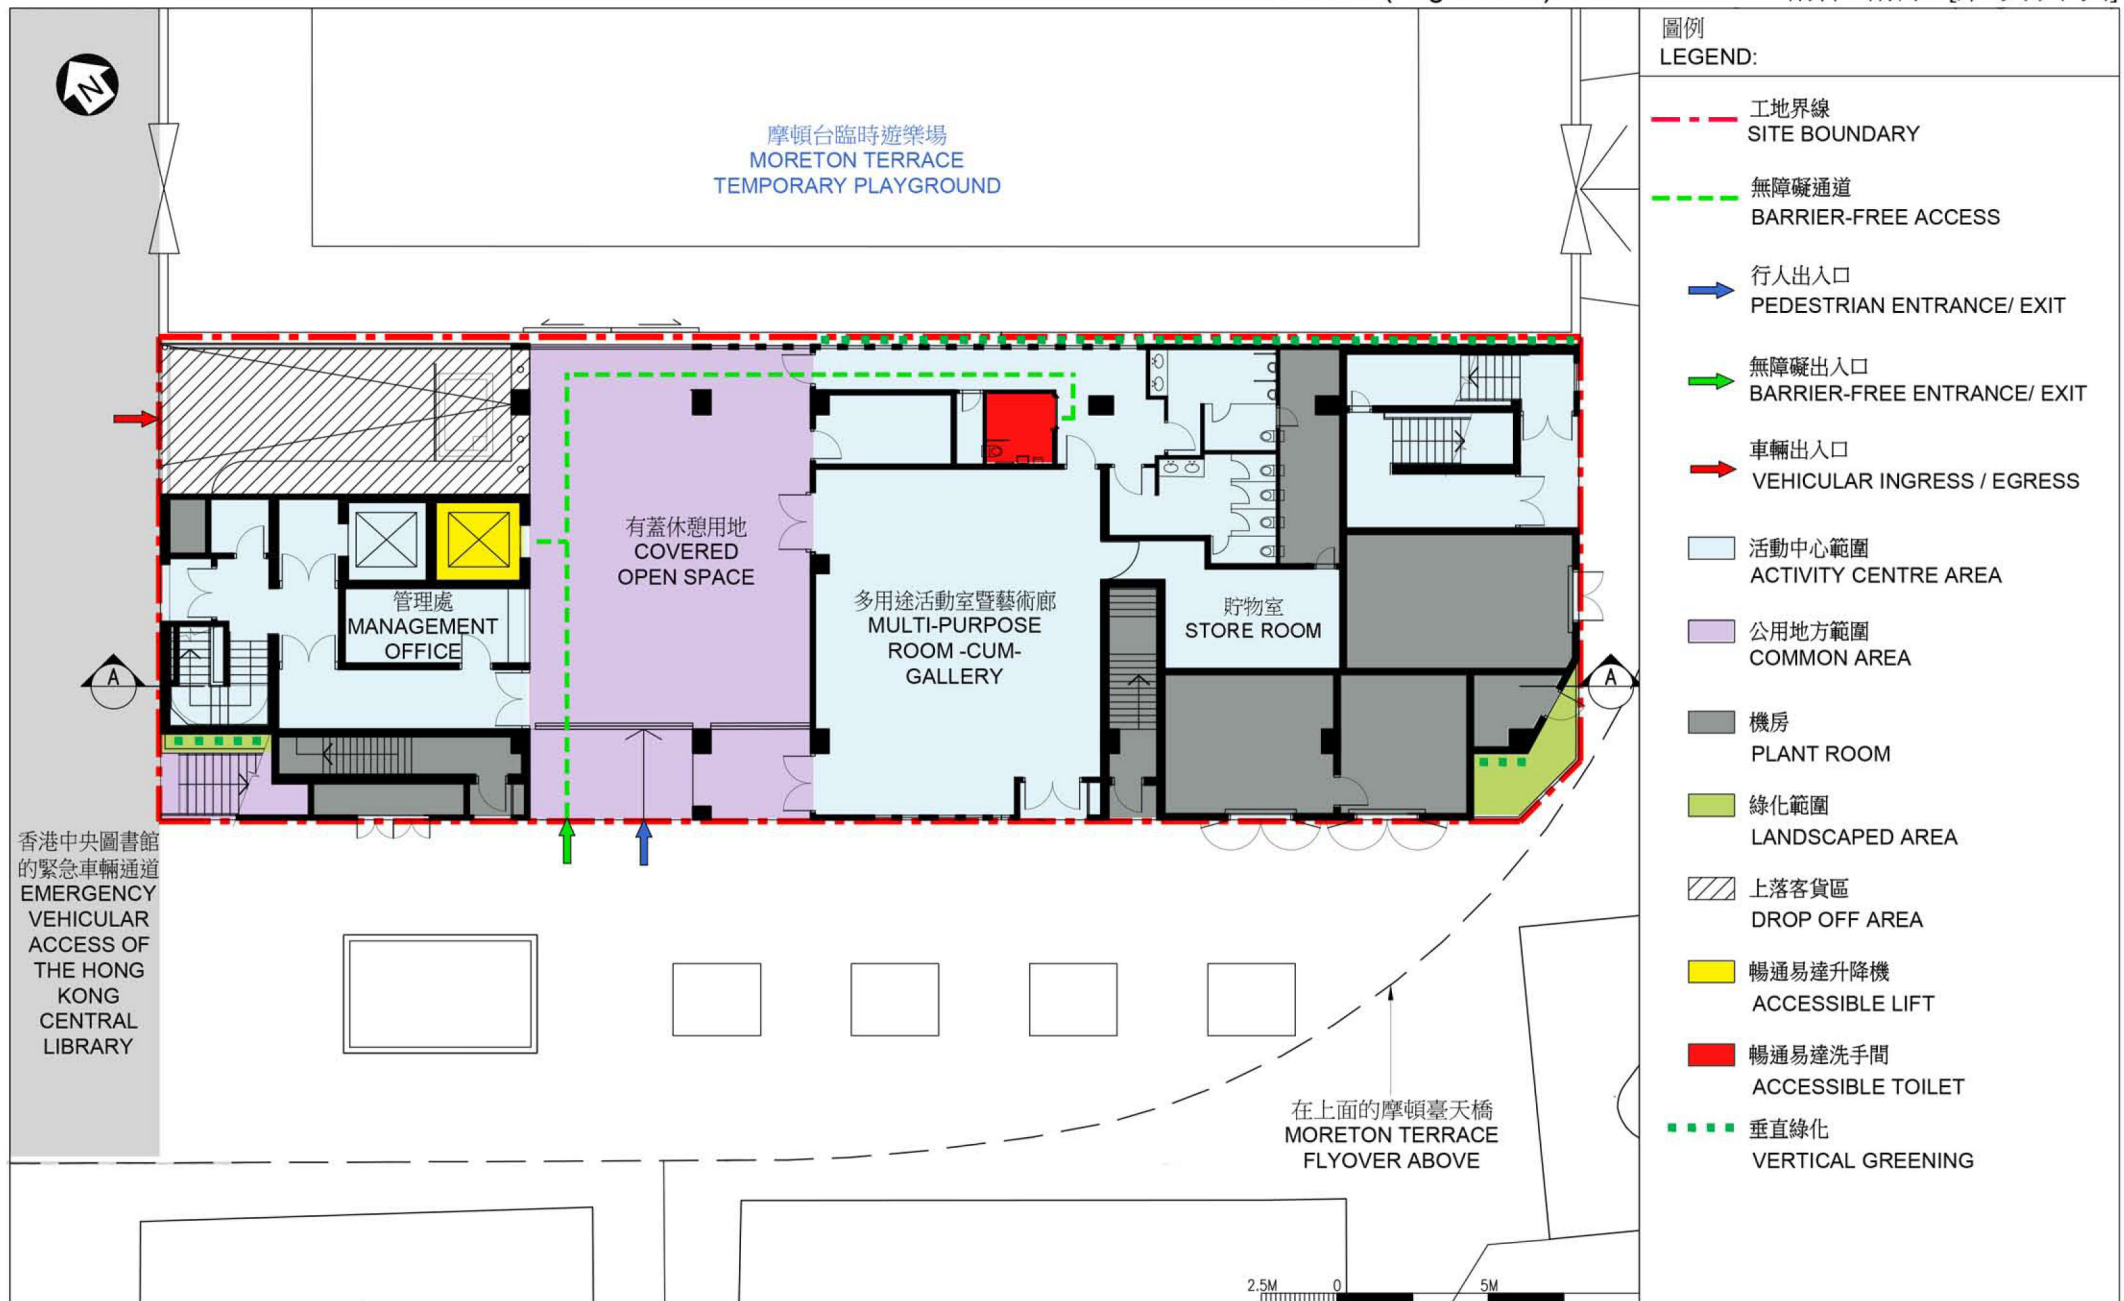 圖例
LEGEND:
N
摩頓台臨時遊樂場
MORETON TERRACE
TEMPORARY PLAYGROUND
工地界線
SITE BOUNDARY
無障礙通道
BARRIER-FREE ACCESS
行人出入口
PEDESTRIAN ENTRANCE/ EXIT
無障礙出入口
BARRIER-FREE ENTRANCE/ EXIT
車輛出入口
VEHICULAR INGRESS / EGRESS
活動中心範圍
ACTIVITY CENTRE AREA
公用地方範圍
COMMON AREA
機房
PLANT ROOM
綠化範圍
LANDSCAPED AREA
上落客貨區
DROP OFF AREA
暢通易達升降機
ACCESSIBLE LIFT
暢通易達洗手間
ACCESSIBLE TOILET
垂直綠化
VERTICAL GREENING
有蓋休憩用地
COVERED
OPEN SPACE
管理處
MANAGEMENT
OFFICE
多用途活動室暨藝術廊
MULTI-PURPOSE
ROOM -CUM-
GALLERY
貯物室
STORE ROOM
A
A
香港中央圖書館
的緊急車輛通道
EMERGENCY
VEHICULAR
ACCESS OF
THE HONG
KONG
CENTRAL
LIBRARY
在上面的摩頓臺天橋
MORETON TERRACE
FLYOVER ABOVE
2.5M 0 5M